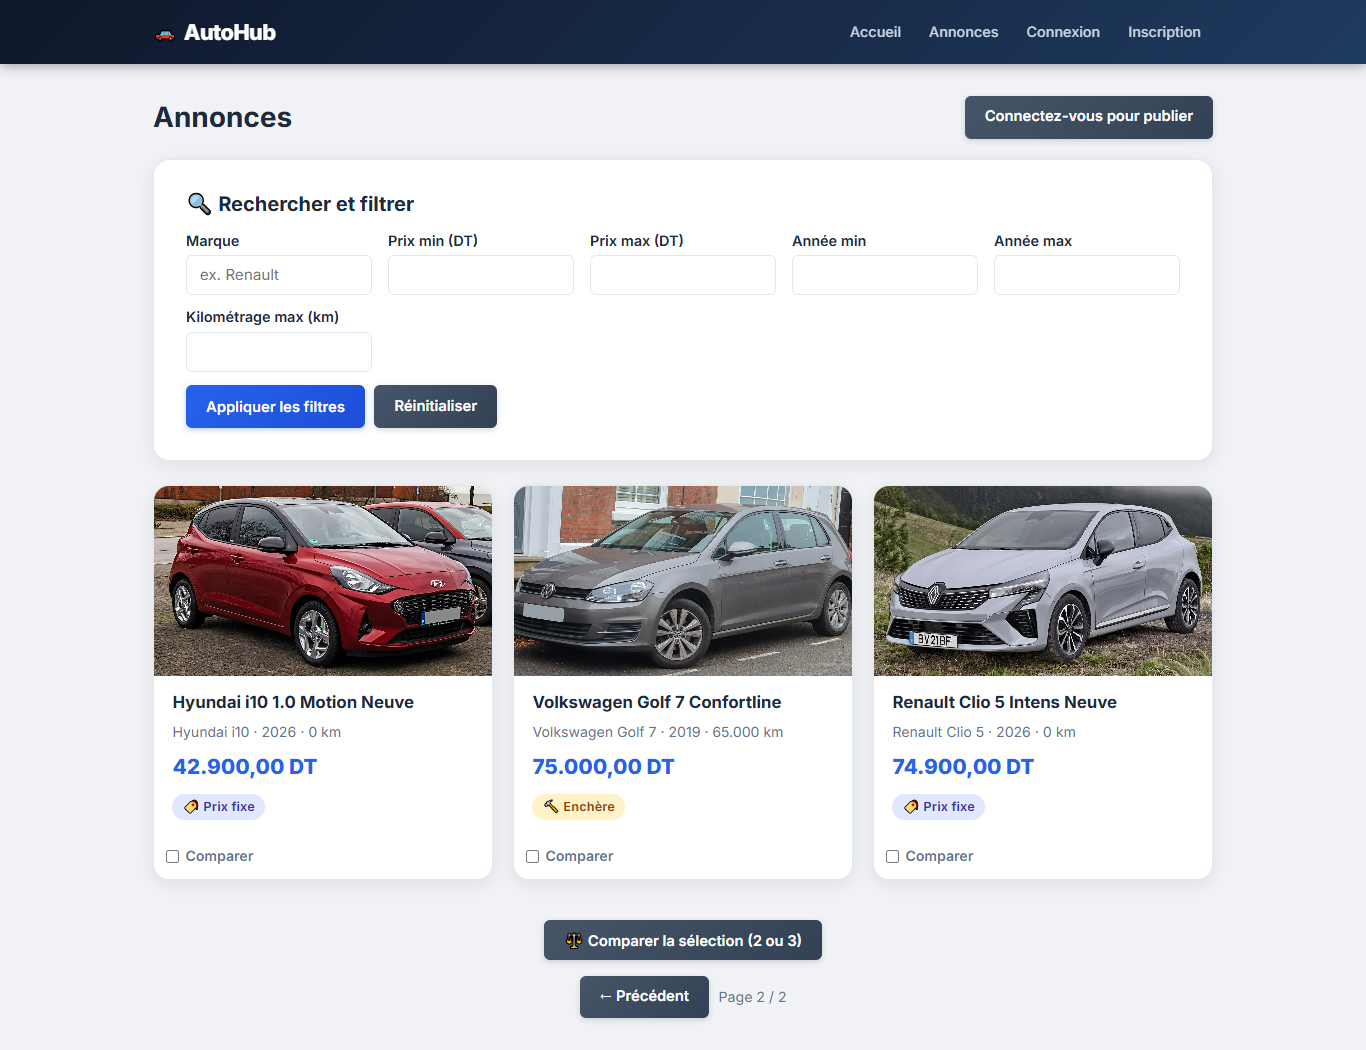 AutoHub
Accueil Annonces Connexion Inscription
Annonces
Connectez-vous pour publier
Rechercher et filtrer
Marque Prix min (DT) Prix max (DT) Année min Année max
ex. Renault
Kilométrage max (km)
Appliquer les filtres Réinitialiser
BV 21BF
Hyundai i10 1.0 Motion Neuve
Hyundai i10 · 2026 · 0 km
42.900,00 DT
Prix fixe
Comparer
Volkswagen Golf 7 Confortline
Volkswagen Golf 7 · 2019 · 65.000 km
75.000,00 DT
Enchère
Comparer
Renault Clio 5 Intens Neuve
Renault Clio 5 · 2026 · 0 km
74.900,00 DT
Prix fixe
Comparer
Comparer la sélection (2 ou 3)
← Précédent Page 2 / 2